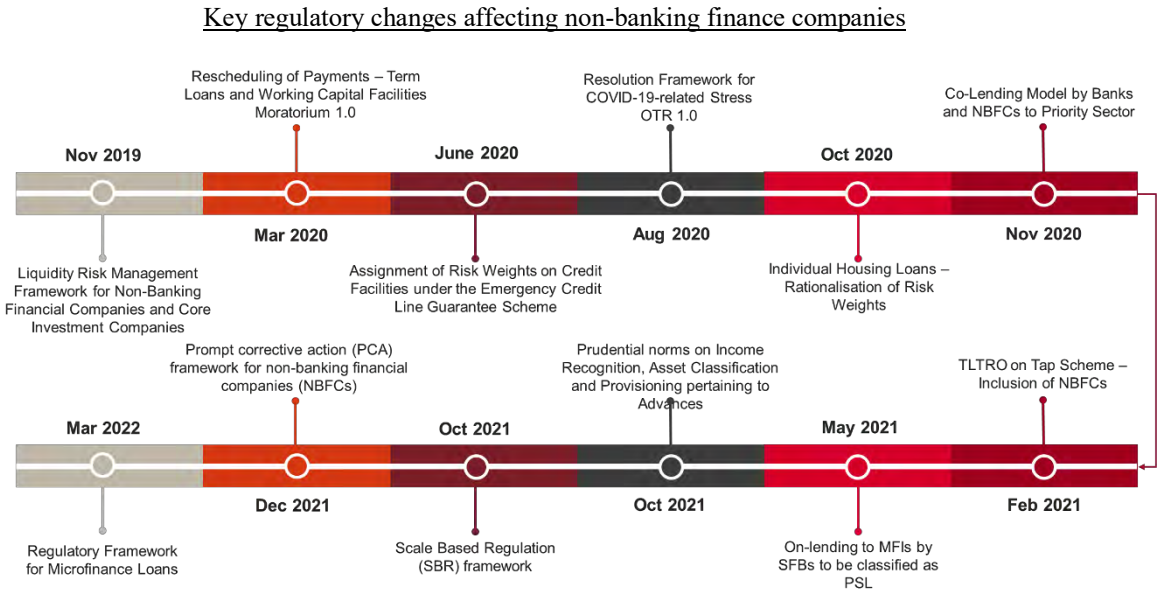 Key regulatory changes affecting non-banking finance companies
Rescheduling of Payments – Term
Loans and Working Capital Facilities
Moratorium 1.0
Resolution Framework for
COVID-19-related Stress
OTR 1.0
Co-Lending Model by Banks
and NBFCs to Priority Sector
Nov 2019
June 2020
Oct 2020
Mar 2020
Aug 2020
Nov 2020
Liquidity Risk Management
Framework for Non-Banking
Financial Companies and Core
Investment Companies
Assignment of Risk Weights on Credit
Facilities under the Emergency Credit
Line Guarantee Scheme
Individual Housing Loans –
Rationalisation of Risk
Weights
Prompt corrective action (PCA)
framework for non-banking financial
companies (NBFCs)
Prudential norms on Income
Recognition, Asset Classification
and Provisioning pertaining to
Advances
TLTRO on Tap Scheme –
Inclusion of NBFCs
Mar 2022
Oct 2021
May 2021
Dec 2021
Oct 2021
Feb 2021
Regulatory Framework
for Microfinance Loans
Scale Based Regulation
(SBR) framework
On-lending to MFIs by
SFBs to be classified as
PSL